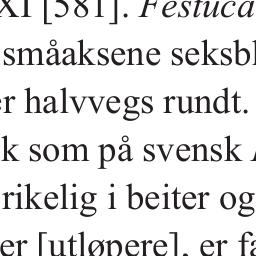 XI [581]. Festuca
småaksene seksbl
er halvvegs rundt.
k som på svensk
rikelig i beiter og
er [utløpere], er fa